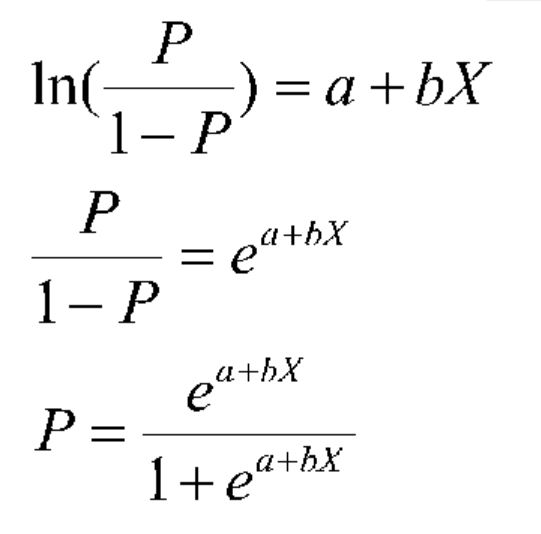 ln(P/(1 − P)) = a + bX
P/(1 − P) = e^(a+bX)
P = e^(a+bX)/(1 + e^(a+bX))